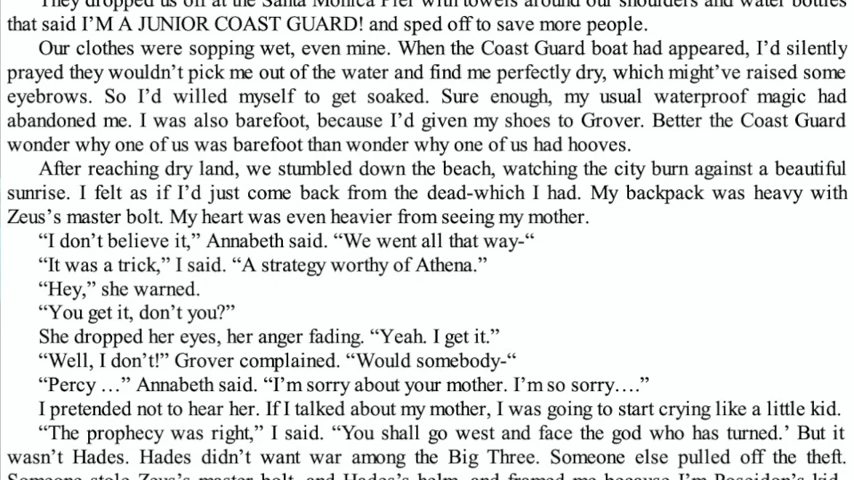 They dropped us off at the Santa Monica Pier with towels around our shoulders and water bottles
that said I'M A JUNIOR COAST GUARD! and sped off to save more people.
Our clothes were sopping wet, even mine. When the Coast Guard boat had appeared, I'd silently
prayed they wouldn't pick me out of the water and find me perfectly dry, which might've raised some
eyebrows. So I'd willed myself to get soaked. Sure enough, my usual waterproof magic had
abandoned me. I was also barefoot, because I'd given my shoes to Grover. Better the Coast Guard
wonder why one of us was barefoot than wonder why one of us had hooves.
After reaching dry land, we stumbled down the beach, watching the city burn against a beautiful
sunrise. I felt as if I'd just come back from the dead-which I had. My backpack was heavy with
Zeus's master bolt. My heart was even heavier from seeing my mother.
“I don't believe it,” Annabeth said. “We went all that way-“
“It was a trick,” I said. “A strategy worthy of Athena.”
“Hey,” she warned.
“You get it, don't you?”
She dropped her eyes, her anger fading. “Yeah. I get it.”
“Well, I don't!” Grover complained. “Would somebody-“
“Percy …” Annabeth said. “I'm sorry about your mother. I'm so sorry….”
I pretended not to hear her. If I talked about my mother, I was going to start crying like a little kid.
“The prophecy was right,” I said. “You shall go west and face the god who has turned.’ But it
wasn't Hades. Hades didn't want war among the Big Three. Someone else pulled off the theft.
Someone stole Zeus's master bolt, and Hades's helm, and framed me because I'm Poseidon's kid.